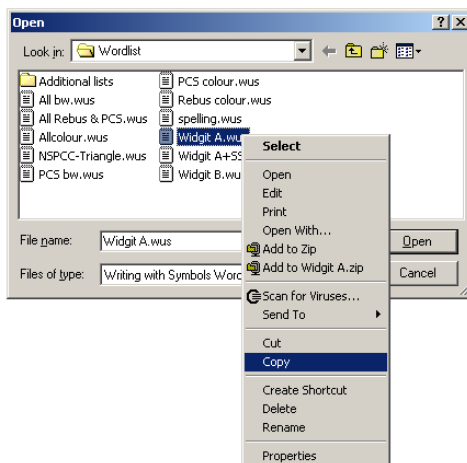 Open
Look in: Wordlist
Additional lists
All bw.wus
All Rebus & PCS.wus
Allcolour.wus
NSPCC-Triangle.wus
PCS bw.wus
PCS colour.wus
Rebus colour.wus
spelling.wus
Widgit A.wus
Widgit A+SS
Widgit B.wu
File name: Widgit A.wus Open
Files of type: Writing with Symbols Word Cancel
Select
Open
Edit
Print
Open With...
Add to Zip
Add to Widgit A.zip
Scan for Viruses...
Send To
Cut
Copy
Create Shortcut
Delete
Rename
Properties